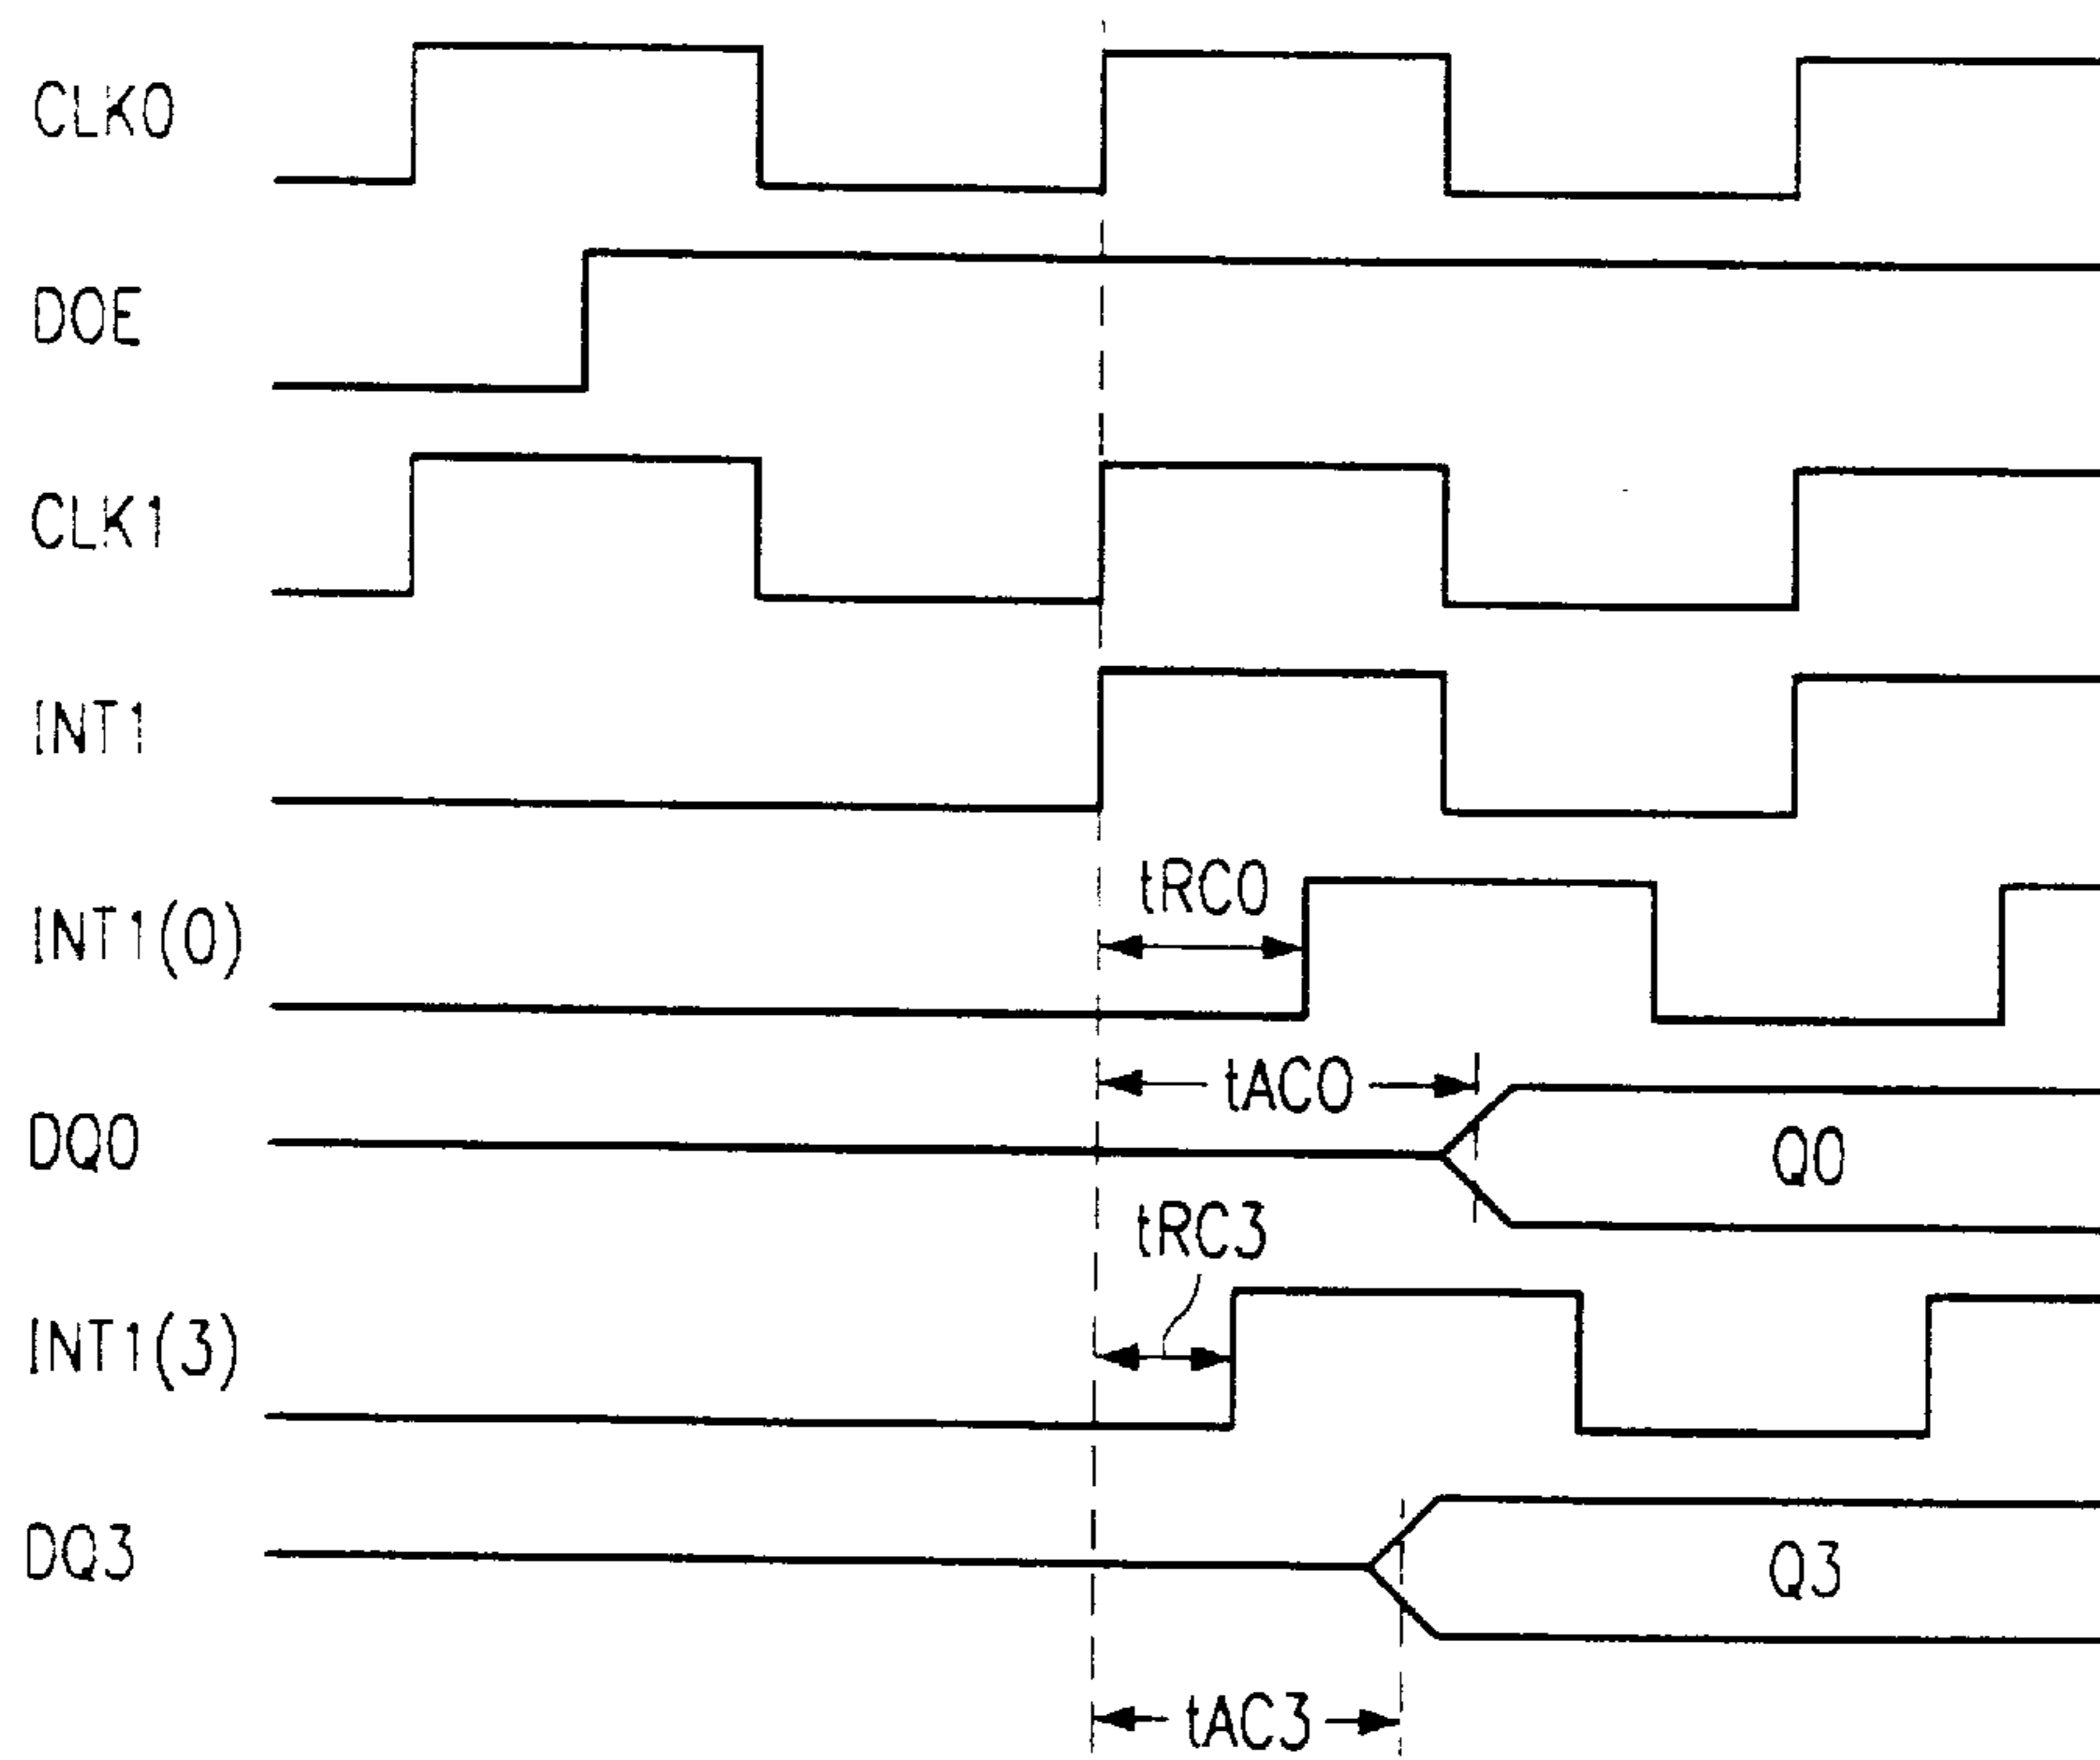 CLK0
DOE
CLK1
INT1
tRC0
INT1(0)
tAC0
DQ0
Q0
tRC3
INT1(3)
DQ3
Q3
tAC3